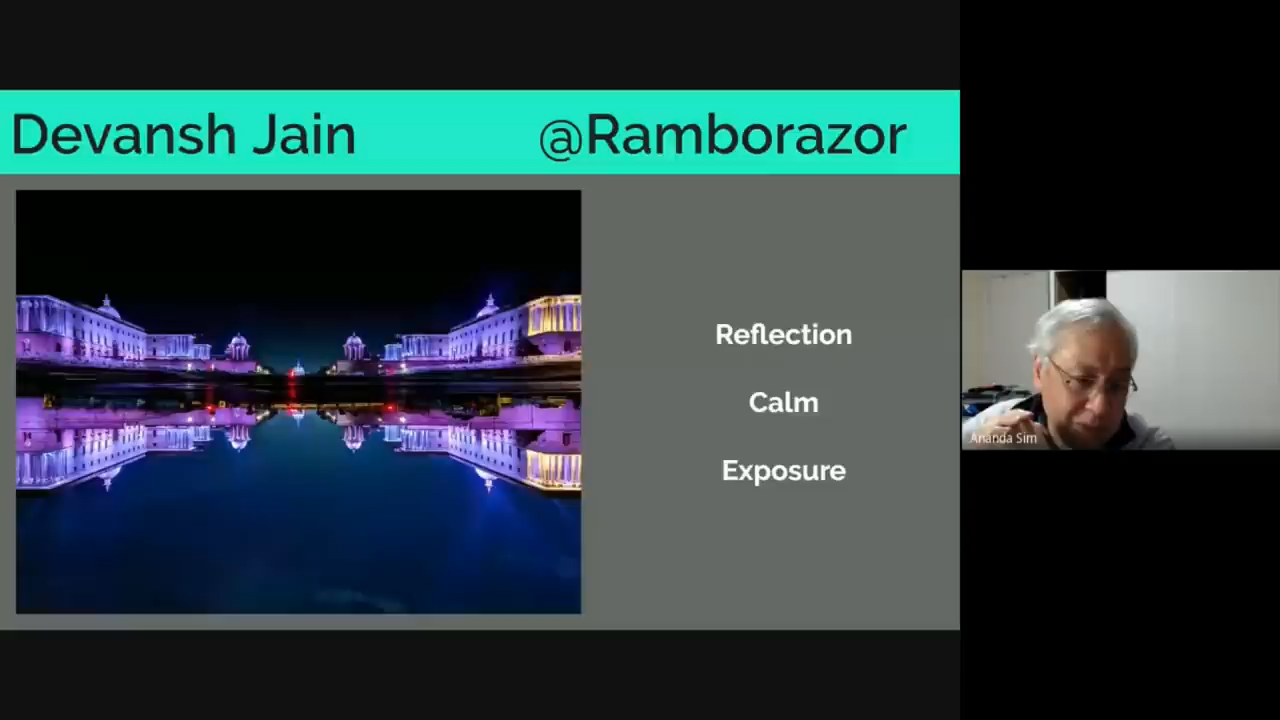 Devansh Jain @Ramborazor
Reflection
Calm
Exposure
Ananda Sim